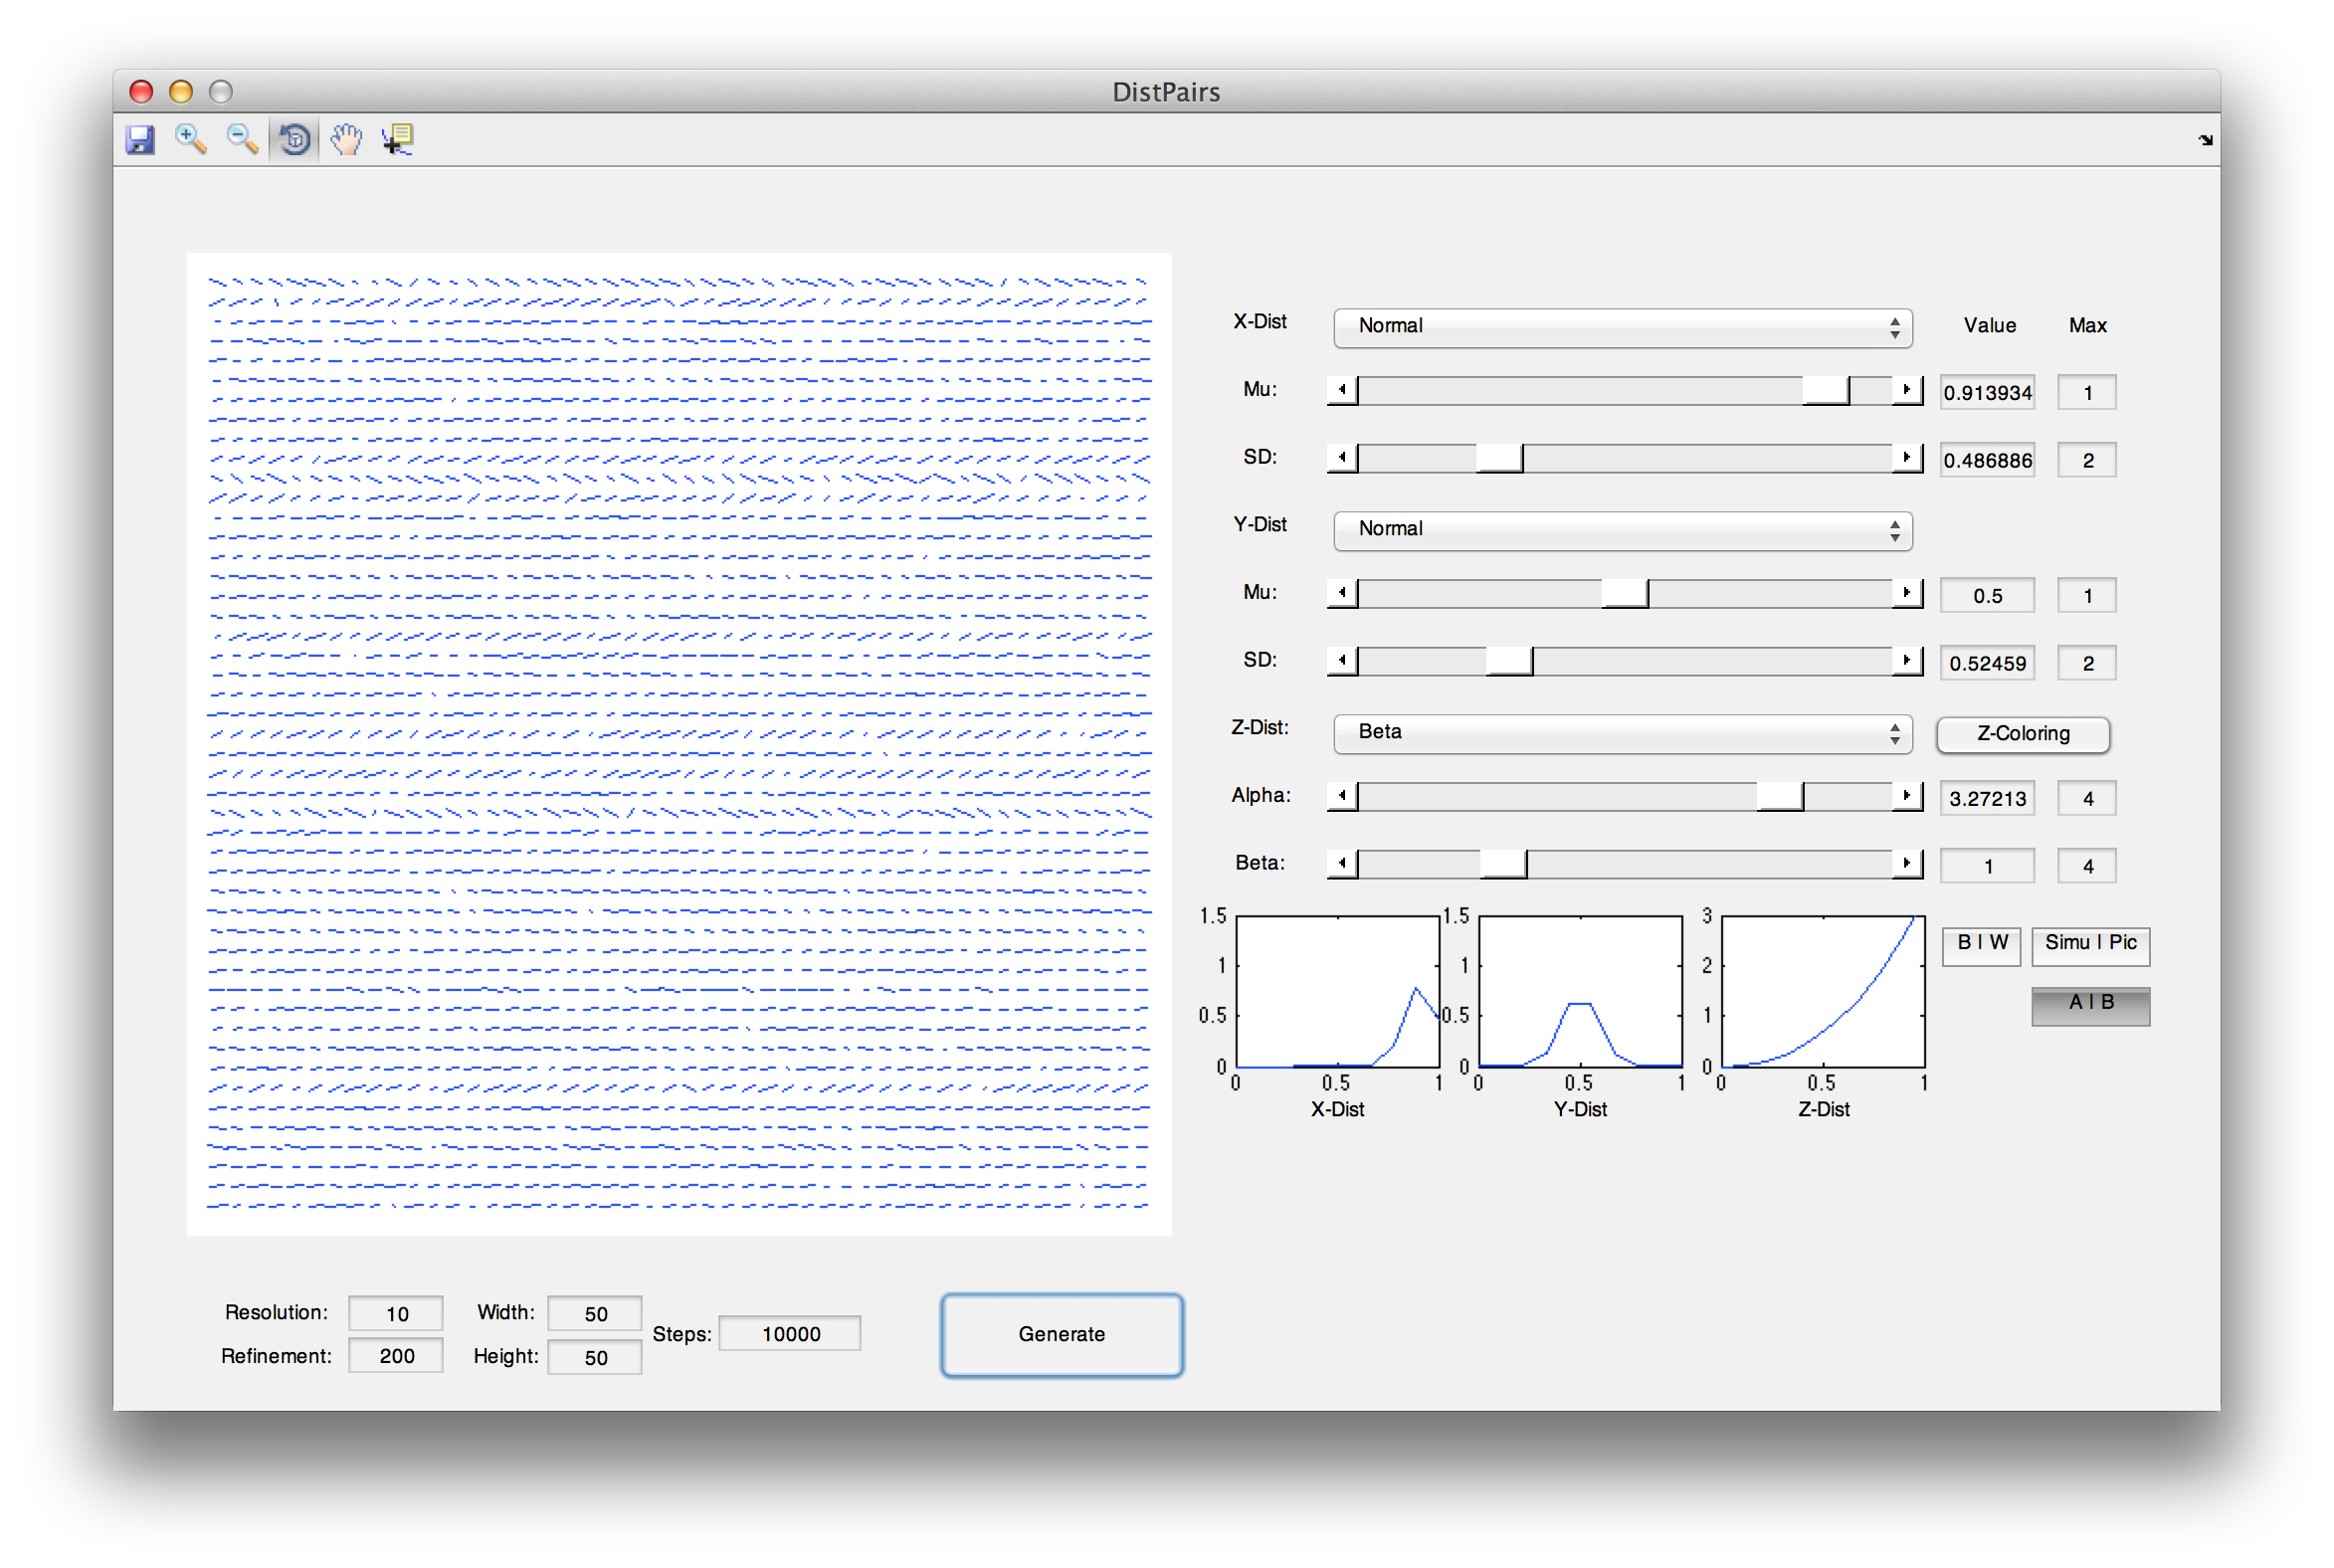 DistPairs
X-Dist Normal Value Max
Mu: 0.913934 1
SD: 0.486886 2
Y-Dist Normal
Mu: 0.5 1
SD: 0.52459 2
Z-Dist: Beta Z-Coloring
Alpha: 3.27213 4
Beta: 1 4
1.5 1.5 3
B | W Simu | Pic
1 1 2
A | B
0.5 0.5 1
0 0 0
0 0.5 1 0 0.5 1 0 0.5 1
X-Dist Y-Dist Z-Dist
Resolution: 10 Width: 50
Steps: 10000 Generate
Refinement: 200 Height: 50